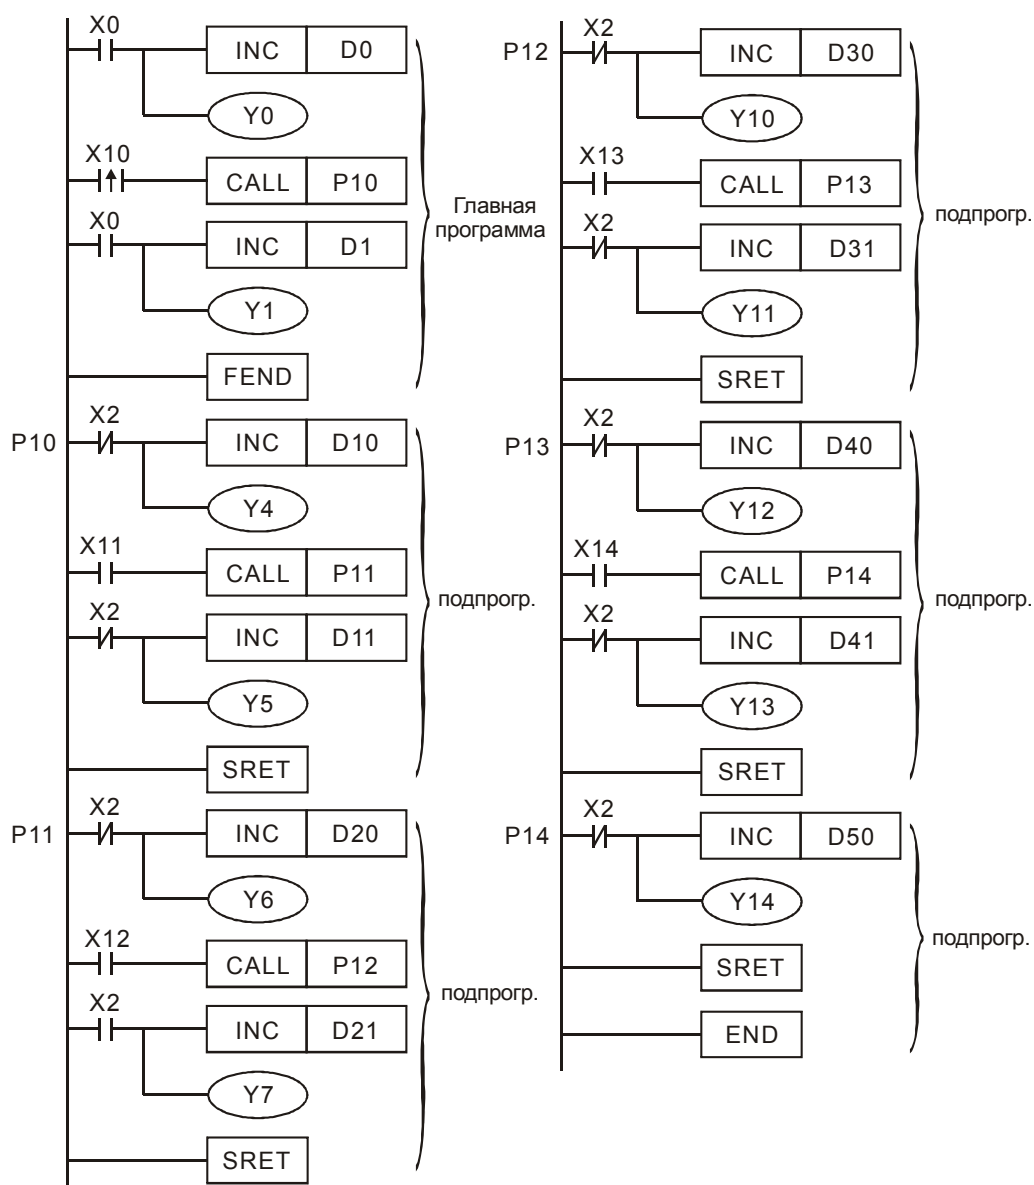 X0
INC D0
Y0
X10
CALL P10
X0
INC D1
Y1
FEND
Главная
программа
P10
X2
INC D10
Y4
X11
CALL P11
X2
INC D11
Y5
SRET
подпрогр.
P11
X2
INC D20
Y6
X12
CALL P12
X2
INC D21
Y7
SRET
подпрогр.
P12
X2
INC D30
Y10
X13
CALL P13
X2
INC D31
Y11
SRET
подпрогр.
P13
X2
INC D40
Y12
X14
CALL P14
X2
INC D41
Y13
SRET
подпрогр.
P14
X2
INC D50
Y14
SRET
END
подпрогр.